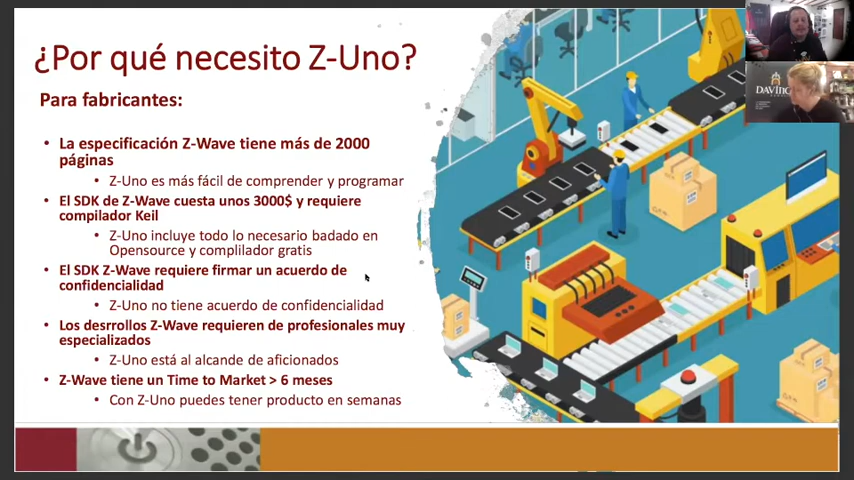 ¿Por qué necesito Z-Uno?
Para fabricantes:
• La especificación Z-Wave tiene más de 2000
páginas
• Z-Uno es más fácil de comprender y programar
• El SDK de Z-Wave cuesta unos 3000$ y requiere
compilador Keil
• Z-Uno incluye todo lo necesario badado en
Opensource y complilador gratis
• El SDK Z-Wave requiere firmar un acuerdo de
confidencialidad
• Z-Uno no tiene acuerdo de confidencialidad
• Los desrrollos Z-Wave requieren de profesionales muy
especializados
• Z-Uno está al alcande de aficionados
• Z-Wave tiene un Time to Market > 6 meses
• Con Z-Uno puedes tener producto en semanas